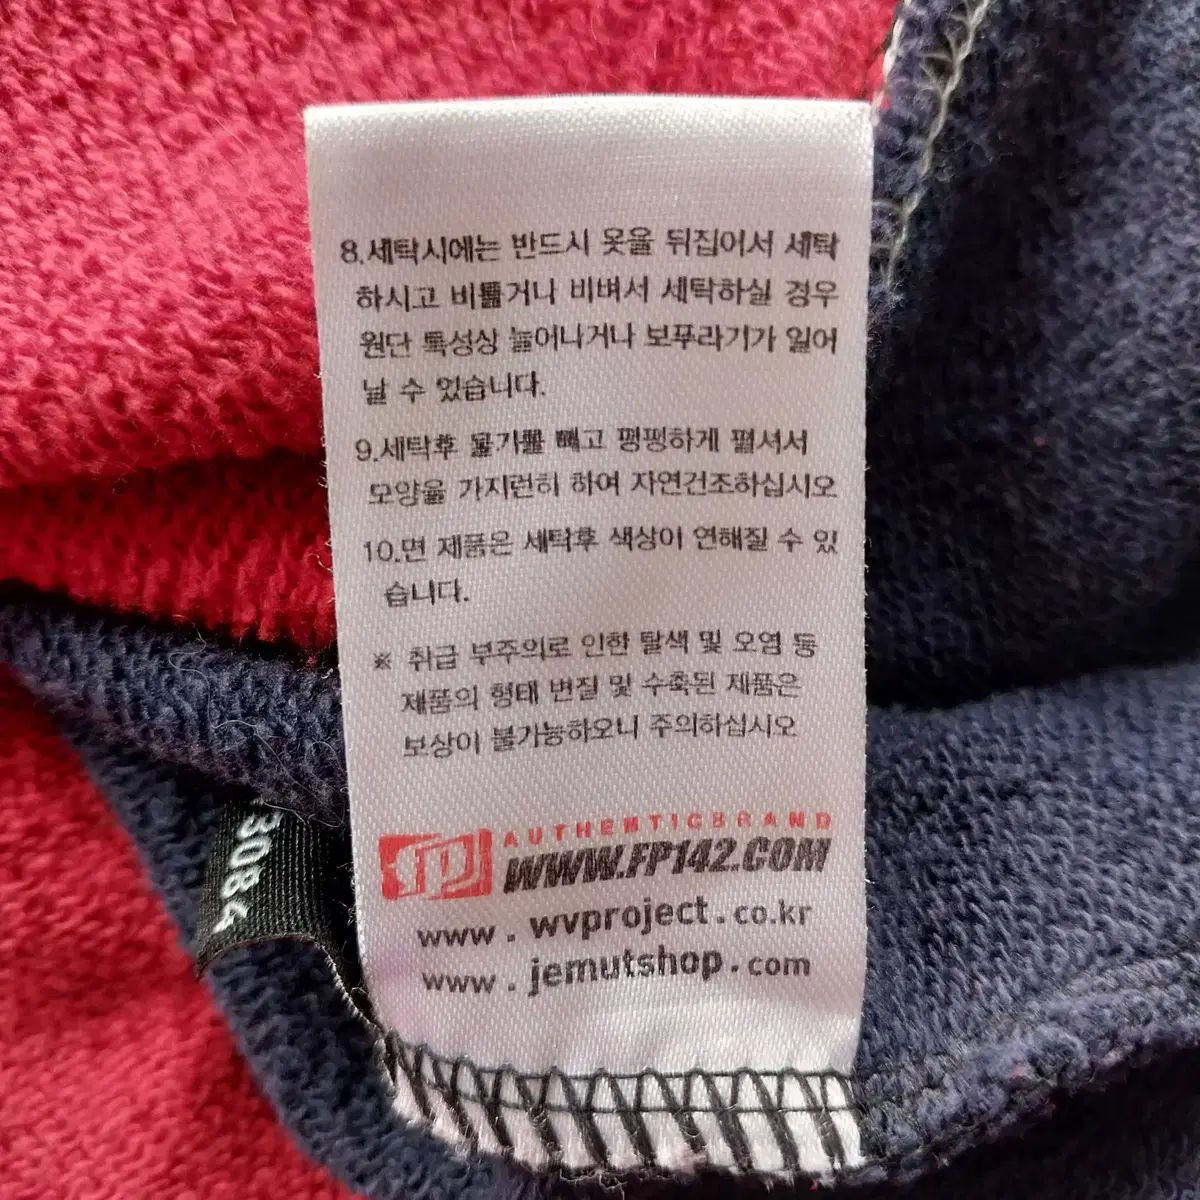 8.세탁시에는 반드시 옷을 뒤집어서 세탁
하시고 비틀거나 비벼서 세탁하실 경우
원단 특성상 늘어나거나 보푸라기가 일어
날 수 있습니다.
9.세탁후 물기를 빼고 평평하게 펼셔서
모양을 가지런히 하여 자연건조하십시오
10.면 제품은 세탁후 색상이 연해질 수 있
습니다.
※ 취급 부주의로 인한 탈색 및 오염 등
제품의 형태 변질 및 수축된 제품은
보상이 불가능하오니 주의하십시오
AUTHENTICBRAND
WWW.FP142.COM
www.wvproject.co.kr
www.jemutshop.com
3084